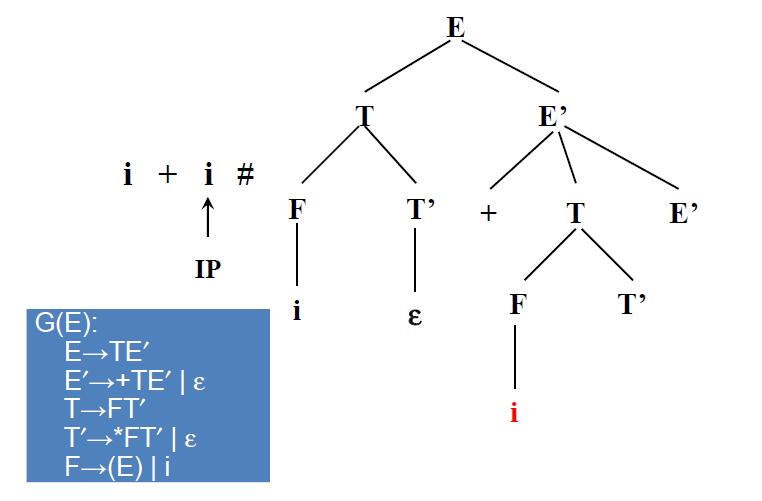 E
T E’
i + i #
F T’ + T E’
IP
i ε F T’
i
G(E):
E→TE′
E′→+TE′ | ε
T→FT′
T′→*FT′ | ε
F→(E) | i